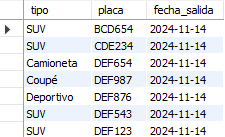 tipo placa fecha_salida
SUV BCD654 2024-11-14
SUV CDE234 2024-11-14
Camioneta DEF654 2024-11-14
Coupé DEF987 2024-11-14
Deportivo DEF876 2024-11-14
SUV DEF543 2024-11-14
SUV DEF123 2024-11-14